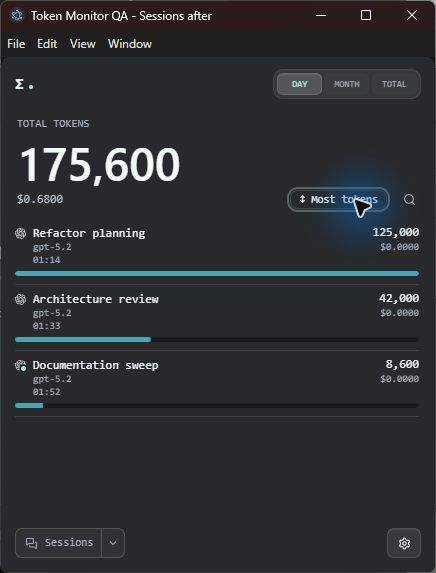 Token Monitor QA - Sessions after
File Edit View Window
Σ.
DAY MONTH TOTAL
TOTAL TOKENS
175,600
$0.6800
↕ Most tokens
Refactor planning 125,000
gpt-5.2 $0.0000
01:14
Architecture review 42,000
gpt-5.2 $0.0000
01:33
Documentation sweep 8,600
gpt-5.2 $0.0000
01:52
Sessions